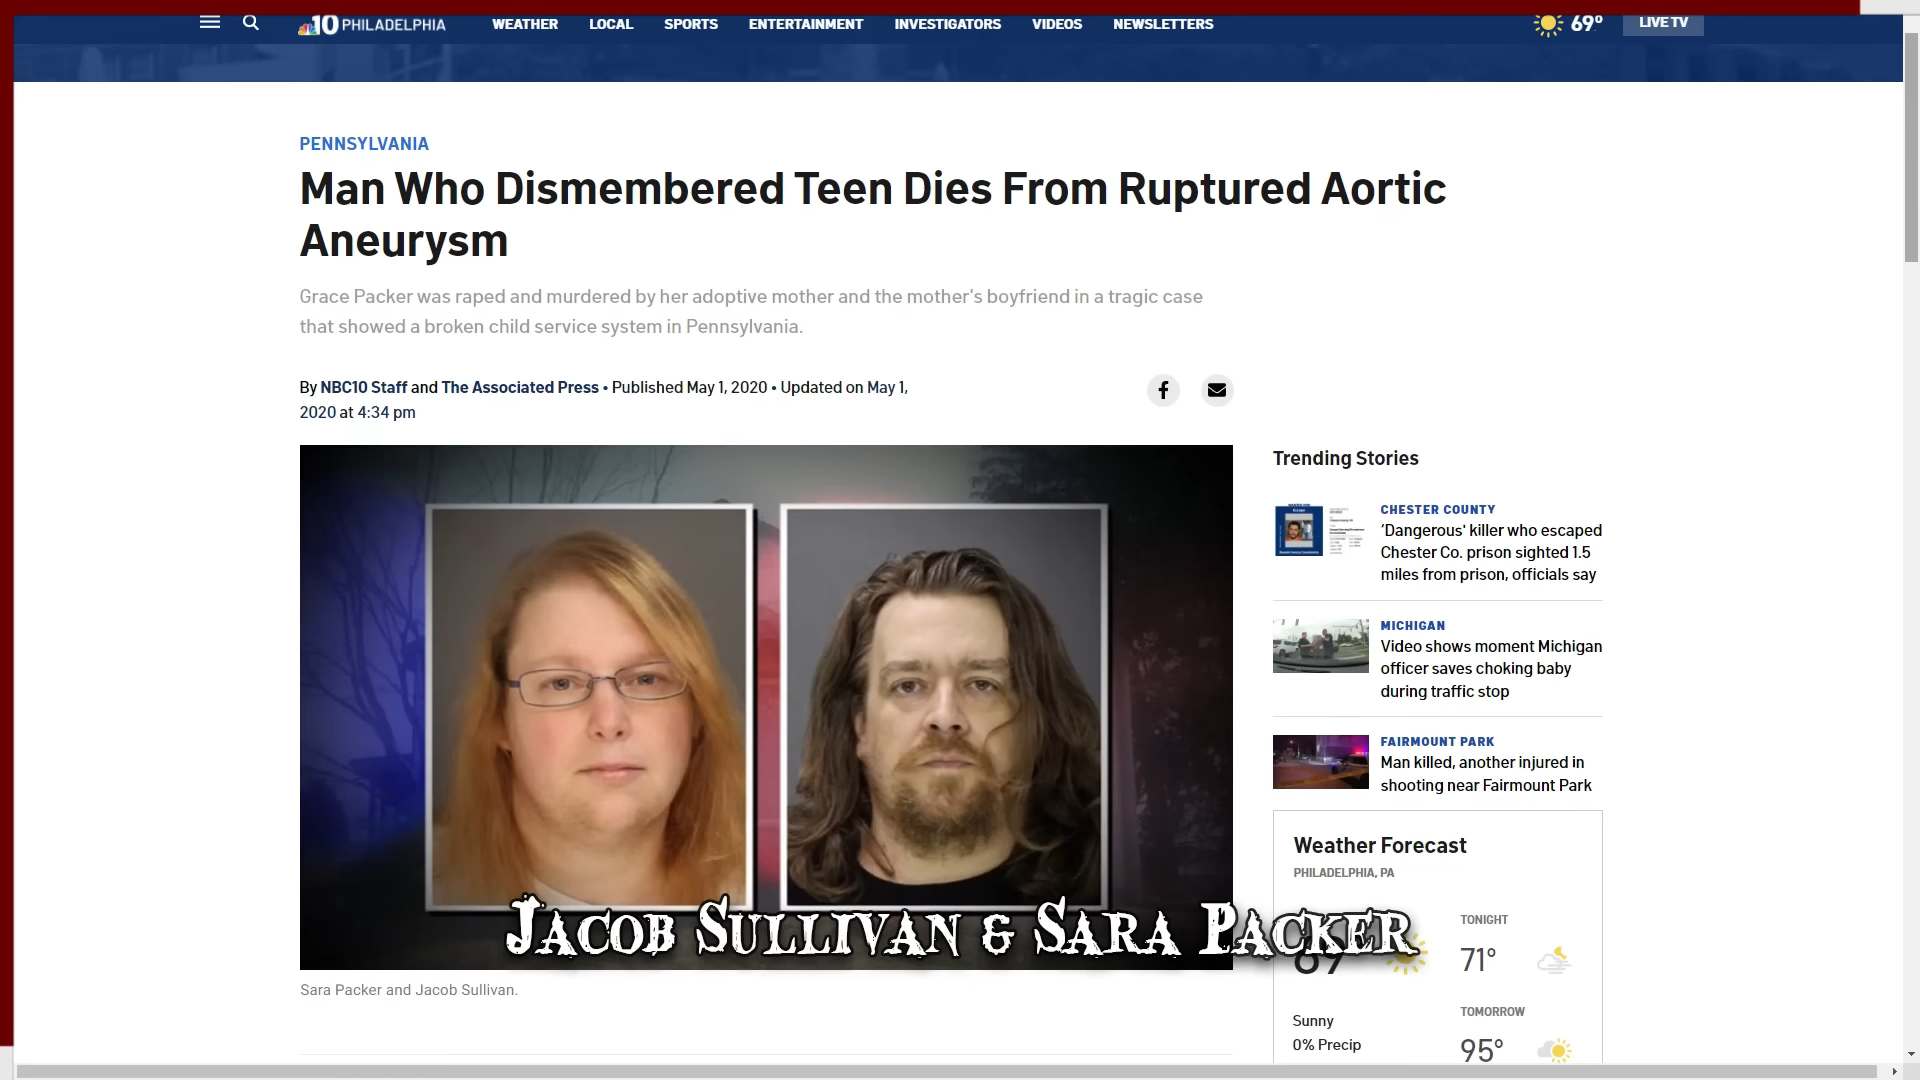 10 PHILADELPHIA WEATHER LOCAL SPORTS ENTERTAINMENT INVESTIGATORS VIDEOS NEWSLETTERS 69° LIVE TV
PENNSYLVANIA
Man Who Dismembered Teen Dies From Ruptured Aortic
Aneurysm
Grace Packer was raped and murdered by her adoptive mother and the mother's boyfriend in a tragic case
that showed a broken child service system in Pennsylvania.
By NBC10 Staff and The Associated Press • Published May 1, 2020 • Updated on May 1,
2020 at 4:34 pm
Jacob Sullivan & Sara Packer
Sara Packer and Jacob Sullivan.
Trending Stories
CHESTER COUNTY
‘Dangerous' killer who escaped
Chester Co. prison sighted 1.5
miles from prison, officials say
MICHIGAN
Video shows moment Michigan
officer saves choking baby
during traffic stop
FAIRMOUNT PARK
Man killed, another injured in
shooting near Fairmount Park
Weather Forecast
PHILADELPHIA, PA
69°
Sunny
0% Precip
TONIGHT
71°
TOMORROW
95°